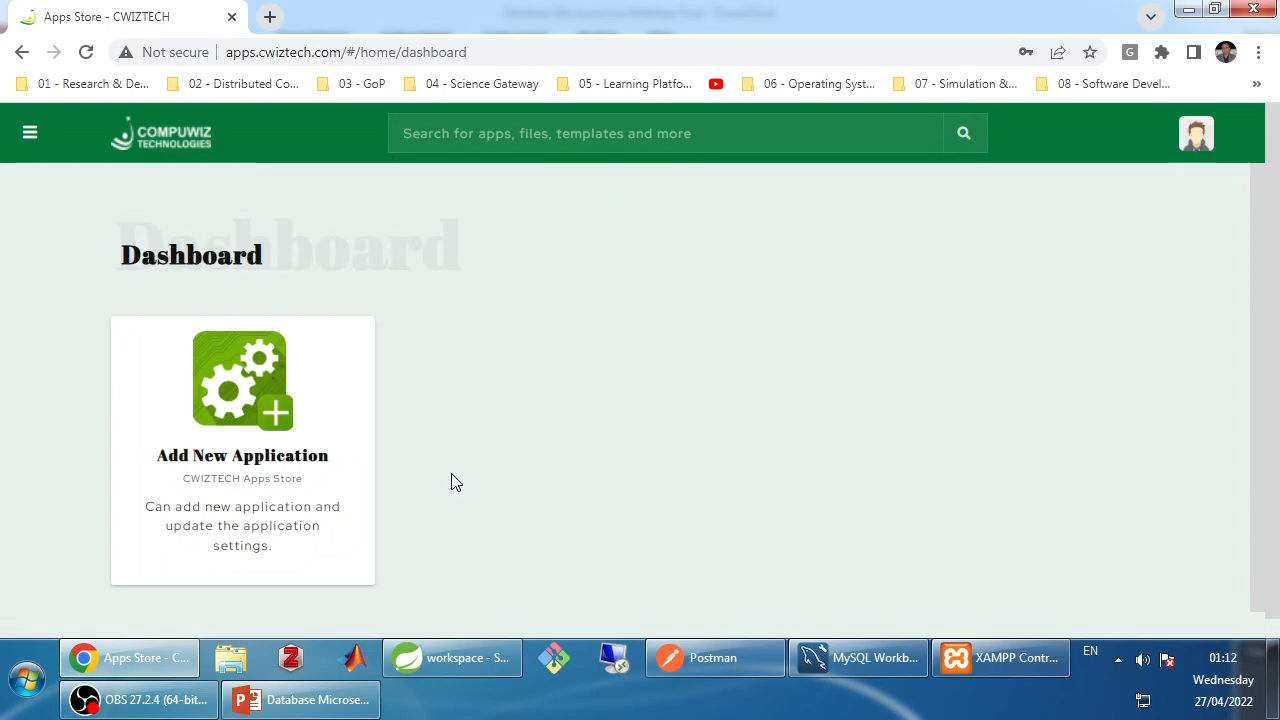 Apps Store - CWIZTECH
Not secure
apps.cwiztech.com/#/home/dashboard
01 - Research & De...
02 - Distributed Co...
03 - GoP
04 - Science Gateway
05 - Learning Platfo...
06 - Operating Syst...
07 - Simulation &...
08 - Software Devel...
COMPUWIZ
TECHNOLOGIES
Search for apps, files, templates and more
Dashboard
Dashboard
Add New Application
CWIZTECH Apps Store
Can add new application and
update the application
settings.
Apps Store - C...
workspace - S...
Postman
MySQL Workb...
XAMPP Contr...
EN
01:12
Wednesday
27/04/2022
OBS 27.2.4 (64-bit...
Database Microse...